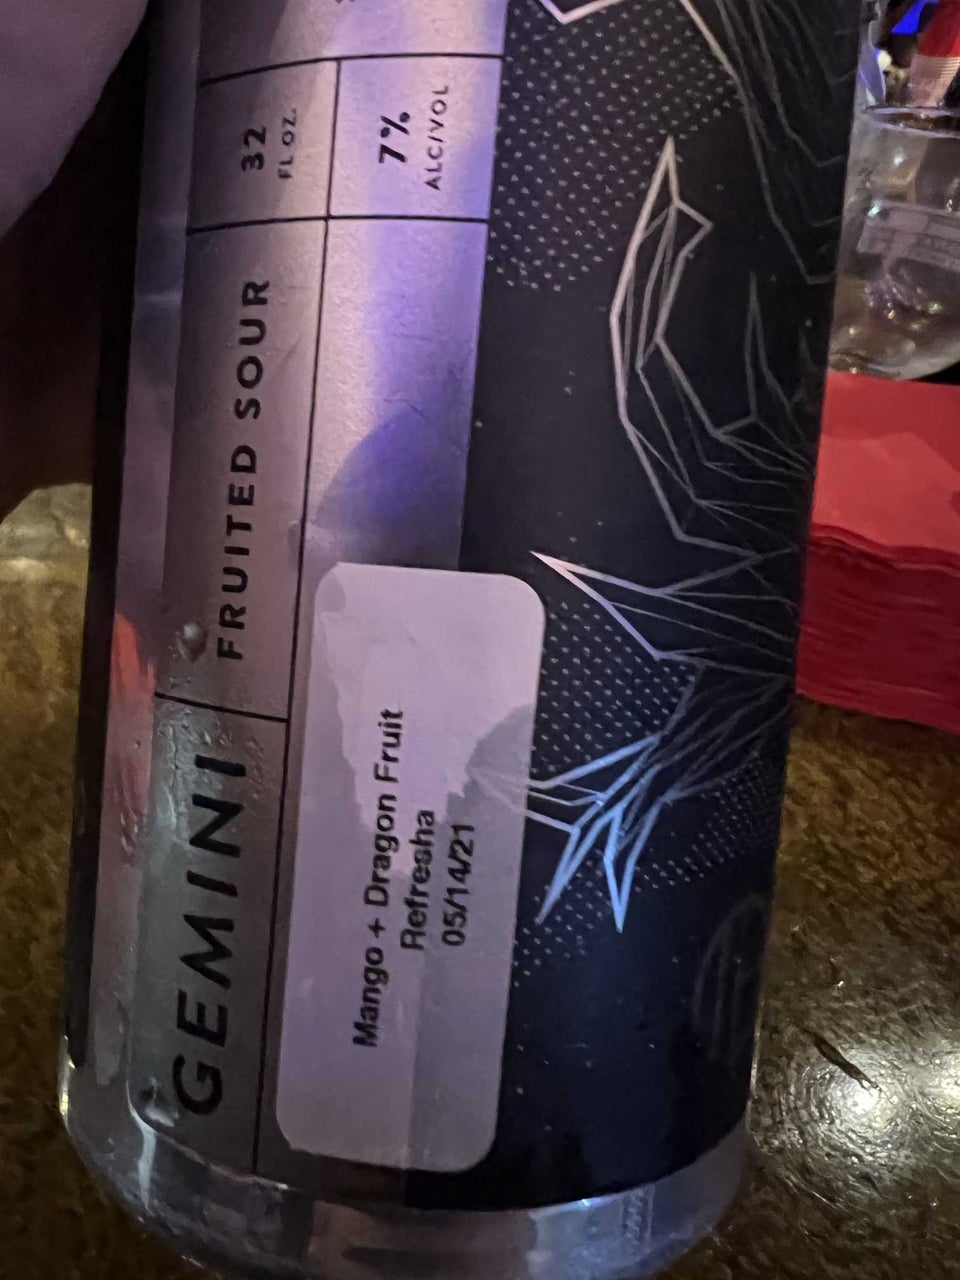 GEMINI
FRUITED SOUR
32
FL OZ.
7%
ALC/VOL
Mango + Dragon Fruit
Refresha
05/14/21